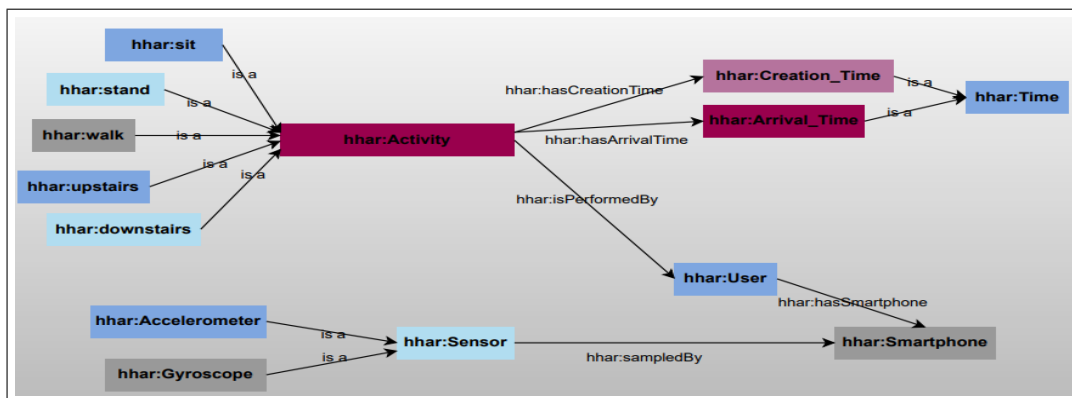 hhar:sit
is a
hhar:stand
is a
hhar:walk
is a
hhar:upstairs
is a
hhar:downstairs
is a
hhar:Activity
hhar:hasCreationTime
hhar:Creation_Time
is a
hhar:Time
hhar:hasArrivalTime
hhar:Arrival_Time
is a
hhar:isPerformedBy
hhar:User
hhar:hasSmartphone
hhar:Accelerometer
is a
hhar:Gyroscope
is a
hhar:Sensor
hhar:sampledBy
hhar:Smartphone